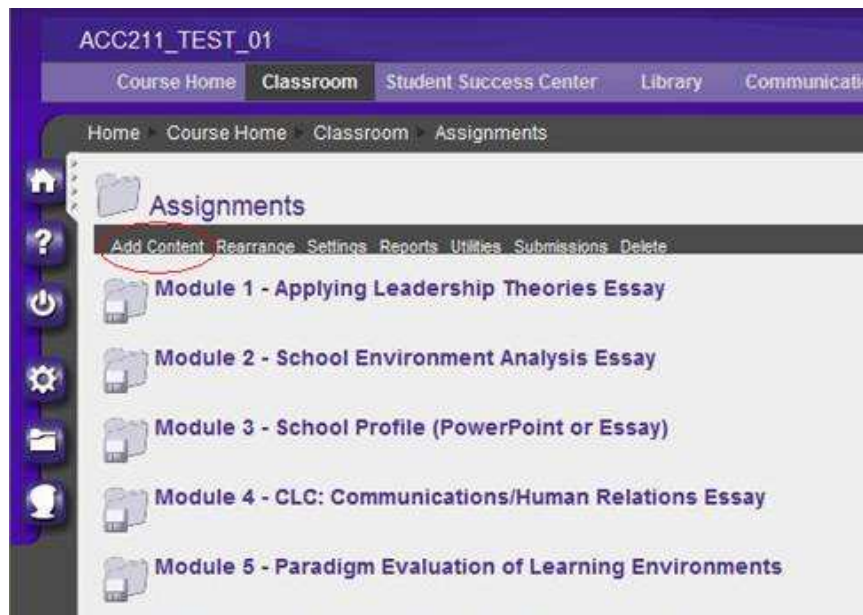 ACC211_TEST_01
Course Home Classroom Student Success Center Library Communicati
Home Course Home Classroom Assignments
Assignments
Add Content Rearrange Settings Reports Utilities Submissions Delete
Module 1 - Applying Leadership Theories Essay
Module 2 - School Environment Analysis Essay
Module 3 - School Profile (PowerPoint or Essay)
Module 4 - CLC: Communications/Human Relations Essay
Module 5 - Paradigm Evaluation of Learning Environments